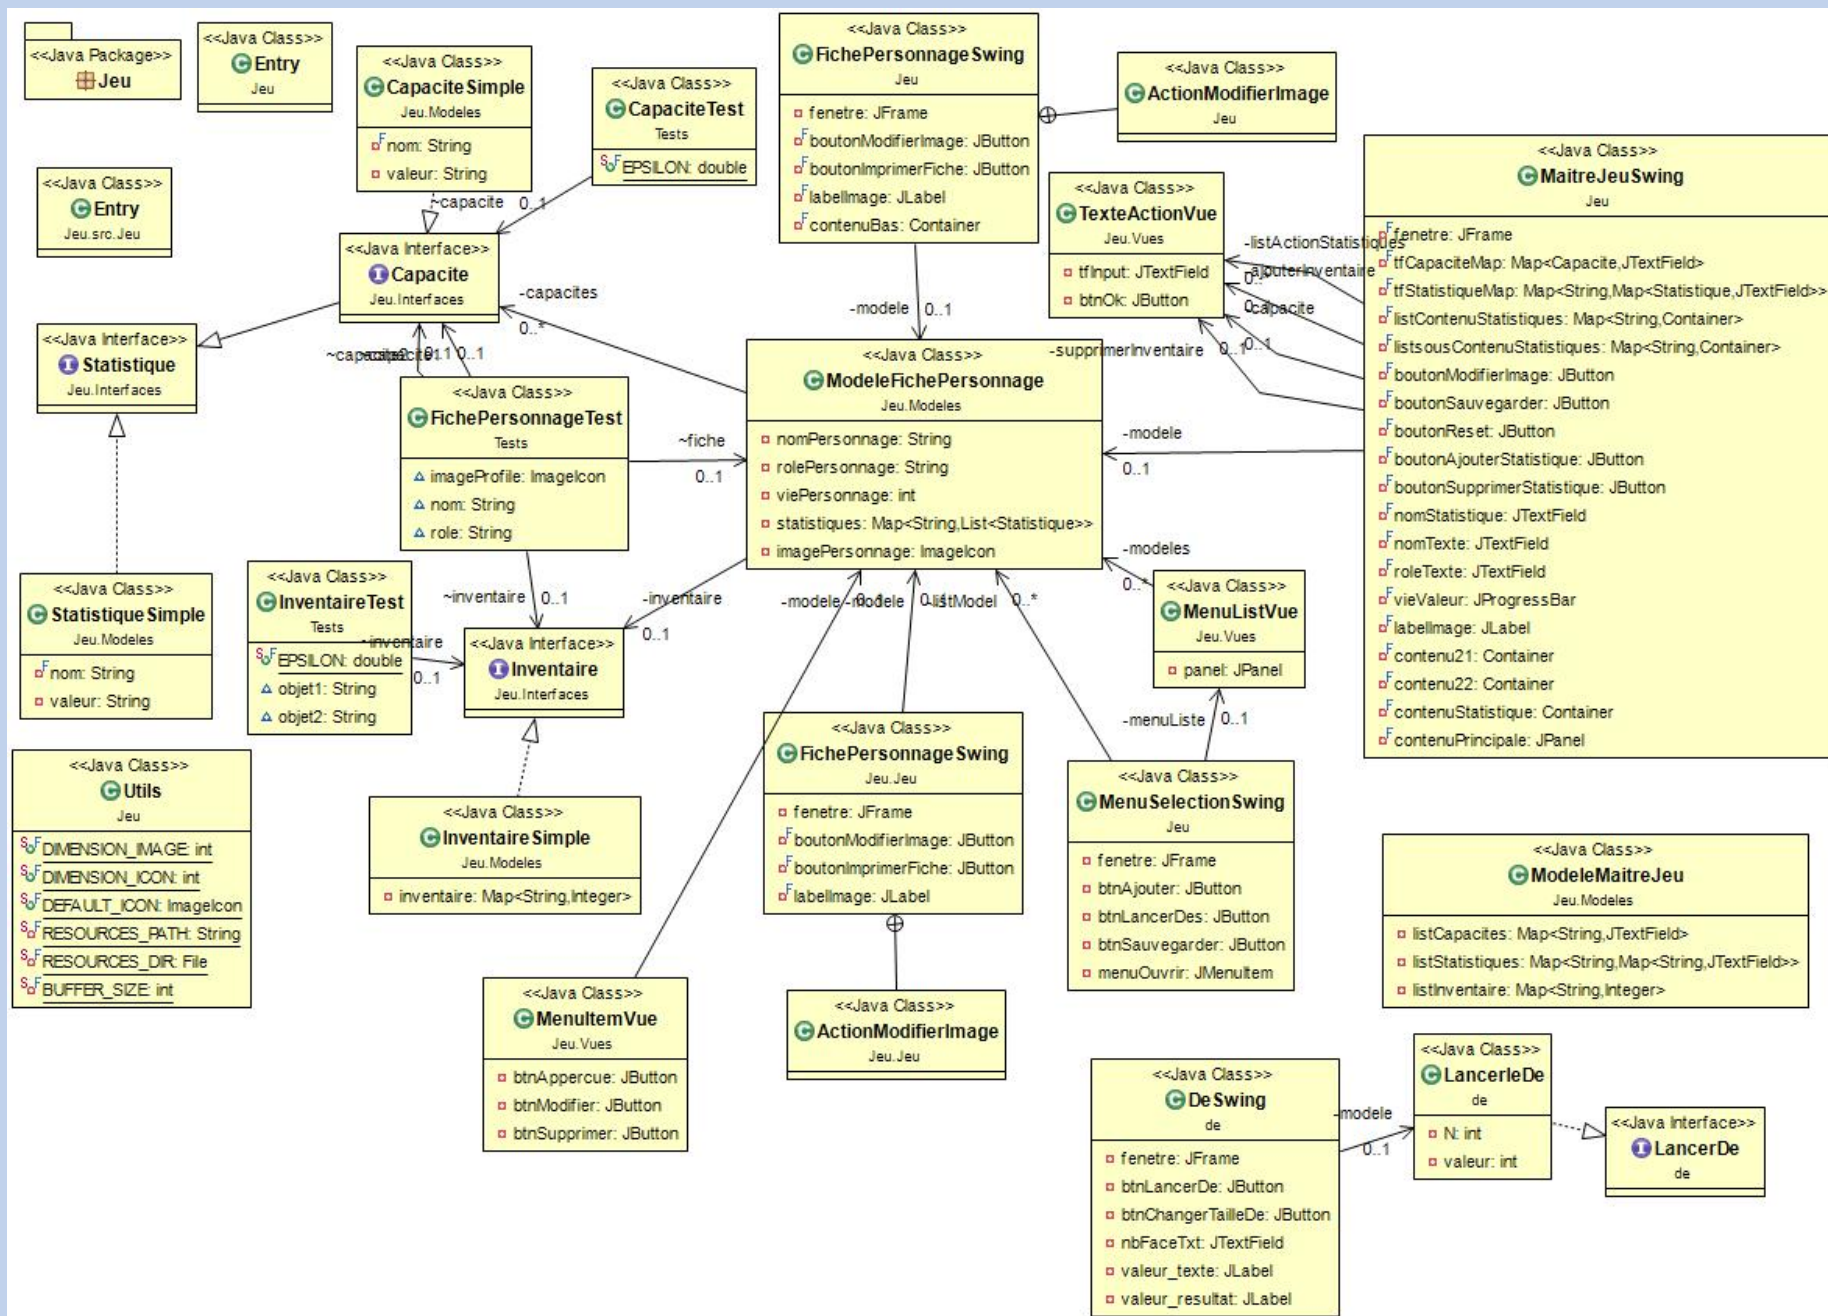 <<Java Package>>
Jeu
<<Java Class>>
Entry
Jeu
<<Java Class>>
Entry
Jeu.src.Jeu
<<Java Class>>
CapaciteSimple
Jeu.Modeles
nom: String
valeur: String
<<Java Class>>
CapaciteTest
Tests
EPSILON: double
~capacite
0..1
<<Java Interface>>
Capacite
Jeu.Interfaces
<<Java Interface>>
Statistique
Jeu.Interfaces
-capacites
0..*
0..1
<<Java Class>>
FichePersonnageSwing
Jeu
fenetre: JFrame
boutonModifierImage: JButton
boutonImprimerFiche: JButton
labelImage: JLabel
contenuBas: Container
<<Java Class>>
ActionModifierImage
Jeu
<<Java Class>>
TexteActionVue
Jeu.Vues
tfInput: JTextField
btnOk: JButton
-listActionStatistiques
-ajouterInventaire
-capacite
-supprimerInventaire
0..1
0..1
<<Java Class>>
MaitreJeuSwing
Jeu
fenetre: JFrame
tfCapaciteMap: Map<Capacite,JTextField>
tfStatistiqueMap: Map<String,Map<Statistique,JTextField>>
listContenuStatistiques: Map<String,Container>
listsousContenuStatistiques: Map<String,Container>
boutonModifierImage: JButton
boutonSauvegarder: JButton
boutonReset: JButton
boutonAjouterStatistique: JButton
boutonSupprimerStatistique: JButton
nomStatistique: JTextField
nomTexte: JTextField
roleTexte: JTextField
vieValeur: JProgressBar
labelImage: JLabel
contenu21: Container
contenu22: Container
contenuStatistique: Container
contenuPrincipale: JPanel
-modele
0..1
<<Java Class>>
ModeleFichePersonnage
Jeu.Modeles
nomPersonnage: String
rolePersonnage: String
viePersonnage: int
statistiques: Map<String,List<Statistique>>
imagePersonnage: ImageIcon
-modele
0..1
<<Java Class>>
FichePersonnageTest
Tests
imageProfile: ImageIcon
nom: String
role: String
~fiche
0..1
<<Java Class>>
StatistiqueSimple
Jeu.Modeles
nom: String
valeur: String
<<Java Class>>
InventaireTest
Tests
EPSILON: double
objet1: String
objet2: String
~inventaire
0..1
~inventaire
0..1
-inventaire
0..1
<<Java Interface>>
Inventaire
Jeu.Interfaces
-modele
-modele
-listModel
0..*
-modeles
0..*
<<Java Class>>
MenuListVue
Jeu.Vues
panel: JPanel
-menuListe
0..1
<<Java Class>>
Utils
Jeu
DIMENSION_IMAGE: int
DIMENSION_ICON: int
DEFAULT_ICON: ImageIcon
RESOURCES_PATH: String
RESOURCES_DIR: File
BUFFER_SIZE: int
<<Java Class>>
InventaireSimple
Jeu.Modeles
inventaire: Map<String,Integer>
<<Java Class>>
FichePersonnageSwing
Jeu.Jeu
fenetre: JFrame
boutonModifierImage: JButton
boutonImprimerFiche: JButton
labelImage: JLabel
<<Java Class>>
MenuSelectionSwing
Jeu
fenetre: JFrame
btnAjouter: JButton
btnLancerDes: JButton
btnSauvegarder: JButton
menuOuvrir: JMenuItem
<<Java Class>>
ModeleMaitreJeu
Jeu.Modeles
listCapacites: Map<String,JTextField>
listStatistiques: Map<String,Map<String,JTextField>>
listInventaire: Map<String,Integer>
<<Java Class>>
MenuItemVue
Jeu.Vues
btnAppercue: JButton
btnModifier: JButton
btnSupprimer: JButton
<<Java Class>>
ActionModifierImage
Jeu.Jeu
<<Java Class>>
DeSwing
de
fenetre: JFrame
btnLancerDe: JButton
btnChangerTailleDe: JButton
nbFaceTxt: JTextField
valeur_texte: JLabel
valeur_resultat: JLabel
-modele
0..1
<<Java Class>>
LancerleDe
de
N: int
valeur: int
<<Java Interface>>
LancerDe
de